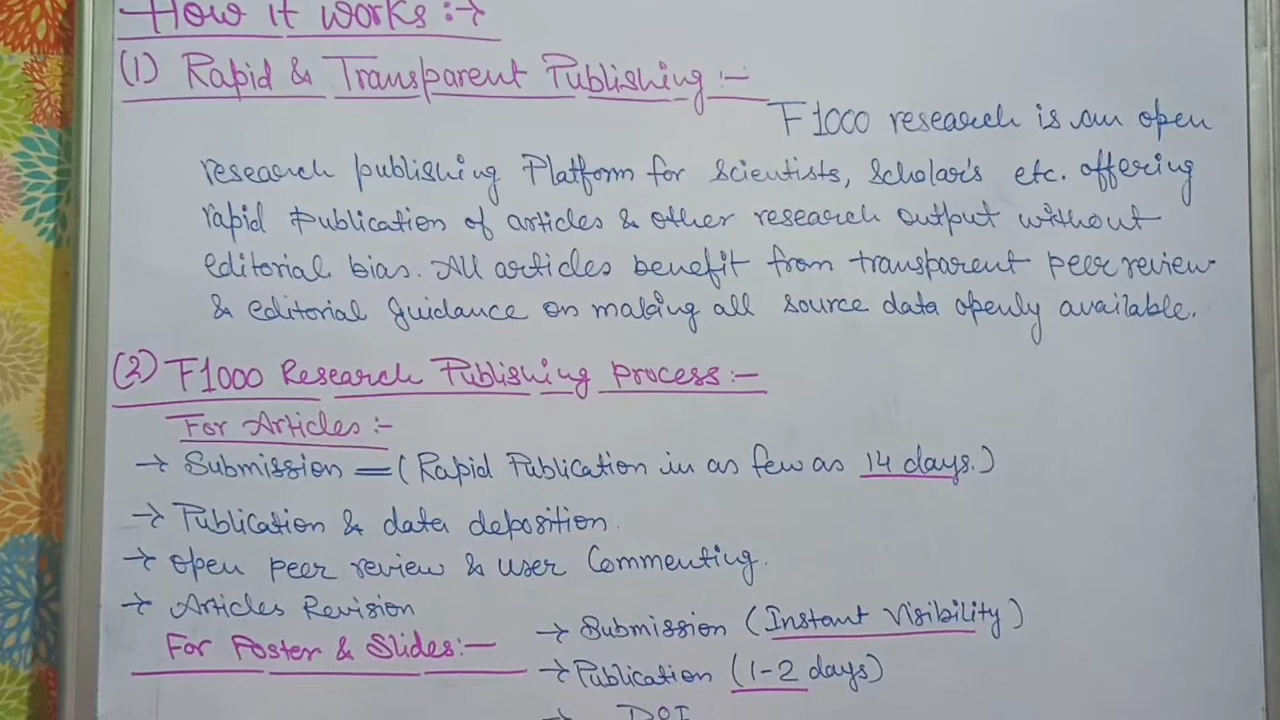 How it works :→
(1) Rapid & Transparent Publishing :—
F1000 research is an open
research publishing Platform for scientists, scholar's etc. offering
rapid publication of articles & other research output without
editorial bias. All articles benefit from transparent peer review
& editorial guidance on making all source data openly available.
(2) F1000 Research Publishing process :—
For Articles :-
→ Submission = (Rapid Publication in as few as 14 days.)
→ Publication & data deposition.
→ open peer review & user Commenting.
→ Articles Revision
For Poster & Slides :—
→ Submission (Instant Visibility)
→ Publication (1-2 days)
→ DOI